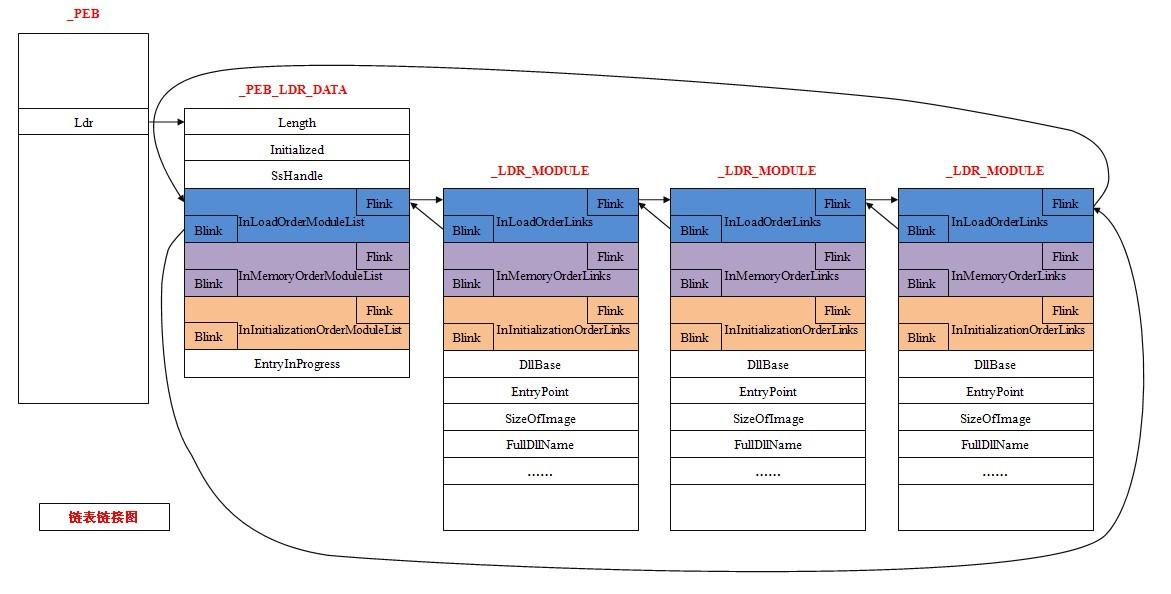 _PEB
Ldr
_PEB_LDR_DATA
Length
Initialized
SsHandle
Flink
InLoadOrderModuleList
Blink
Flink
InMemoryOrderModuleList
Blink
Flink
InInitializationOrderModuleList
Blink
EntryInProgress
_LDR_MODULE
Flink
InLoadOrderLinks
Blink
Flink
InMemoryOrderLinks
Blink
Flink
InInitializationOrderLinks
Blink
DllBase
EntryPoint
SizeOfImage
FullDllName
......
_LDR_MODULE
Flink
InLoadOrderLinks
Blink
Flink
InMemoryOrderLinks
Blink
Flink
InInitializationOrderLinks
Blink
DllBase
EntryPoint
SizeOfImage
FullDllName
......
_LDR_MODULE
Flink
InLoadOrderLinks
Blink
Flink
InMemoryOrderLinks
Blink
Flink
InInitializationOrderLinks
Blink
DllBase
EntryPoint
SizeOfImage
FullDllName
......
链表链接图